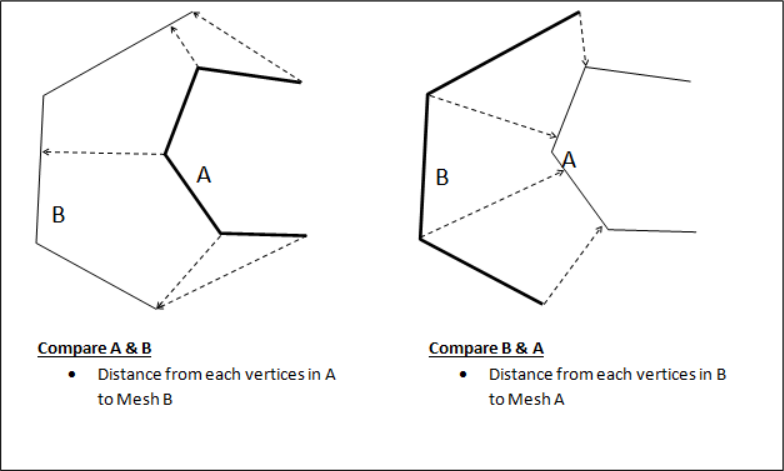 A
B
A
B
Compare A & B
• Distance from each vertices in A
to Mesh B
Compare B & A
• Distance from each vertices in B
to Mesh A